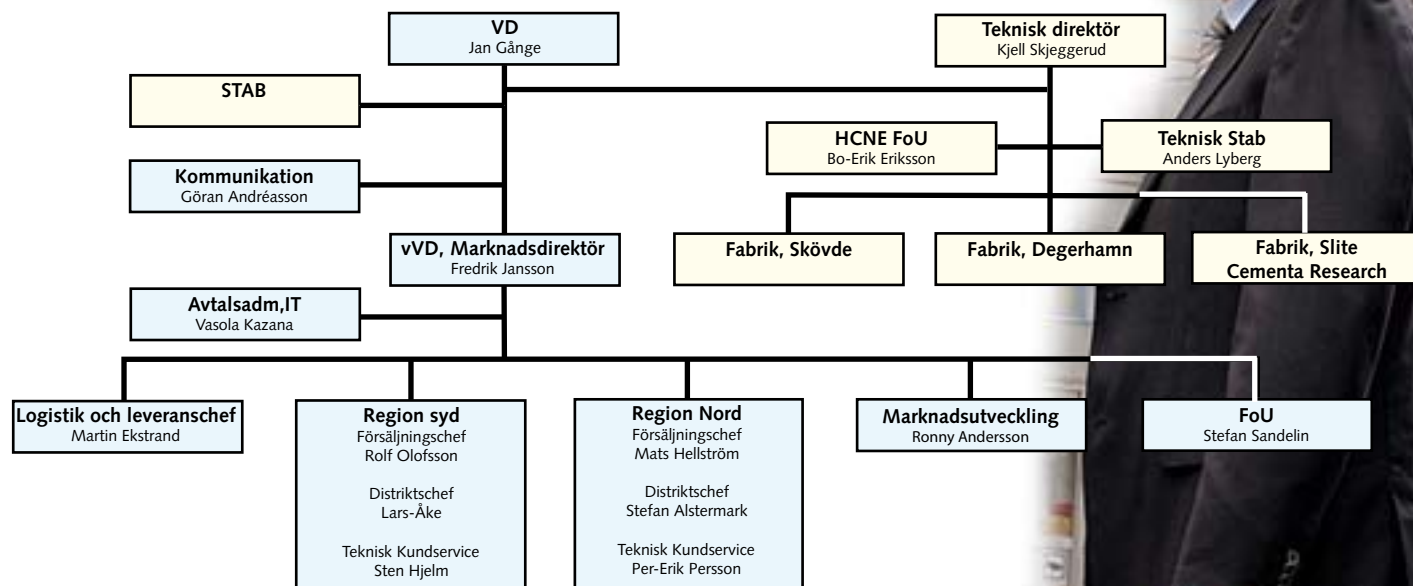 VD
Jan Gånge
Teknisk direktör
Kjell Skjeggerud
STAB
HCNE FoU
Bo-Erik Eriksson
Teknisk Stab
Anders Lyberg
Kommunikation
Göran Andréasson
vVD, Marknadsdirektör
Fredrik Jansson
Fabrik, Skövde
Fabrik, Degerhamn
Fabrik, Slite
Cementa Research
Avtalsadm,IT
Vasola Kazana
Logistik och leveranschef
Martin Ekstrand
Region syd
Försäljningschef
Rolf Olofsson
Distriktschef
Lars-Åke
Teknisk Kundservice
Sten Hjelm
Region Nord
Försäljningschef
Mats Hellström
Distriktschef
Stefan Alstermark
Teknisk Kundservice
Per-Erik Persson
Marknadsutveckling
Ronny Andersson
FoU
Stefan Sandelin